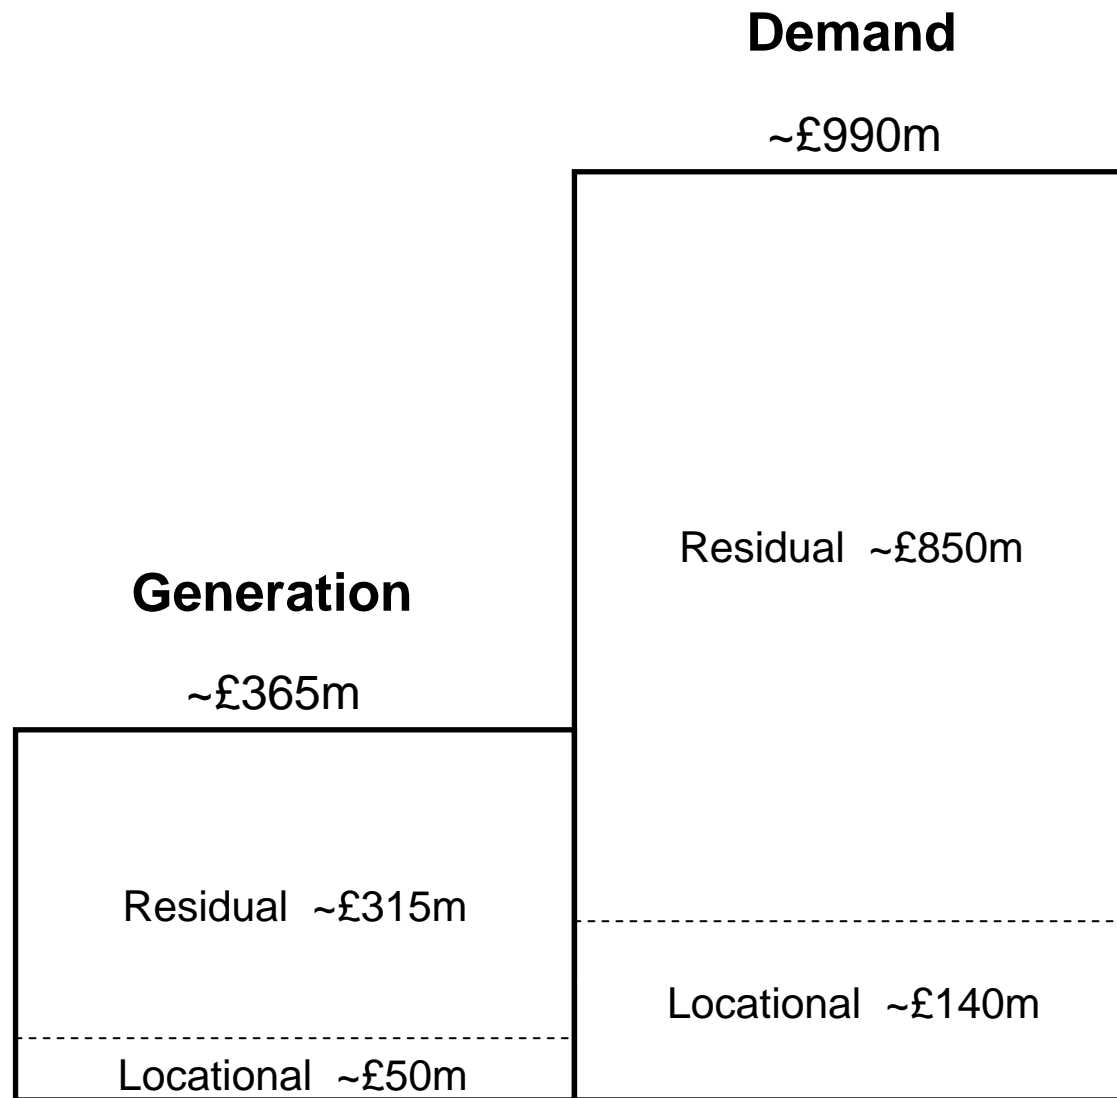 Demand
~£990m
Residual ~£850m
Generation
~£365m
Residual ~£315m
Locational ~£140m
Locational ~£50m